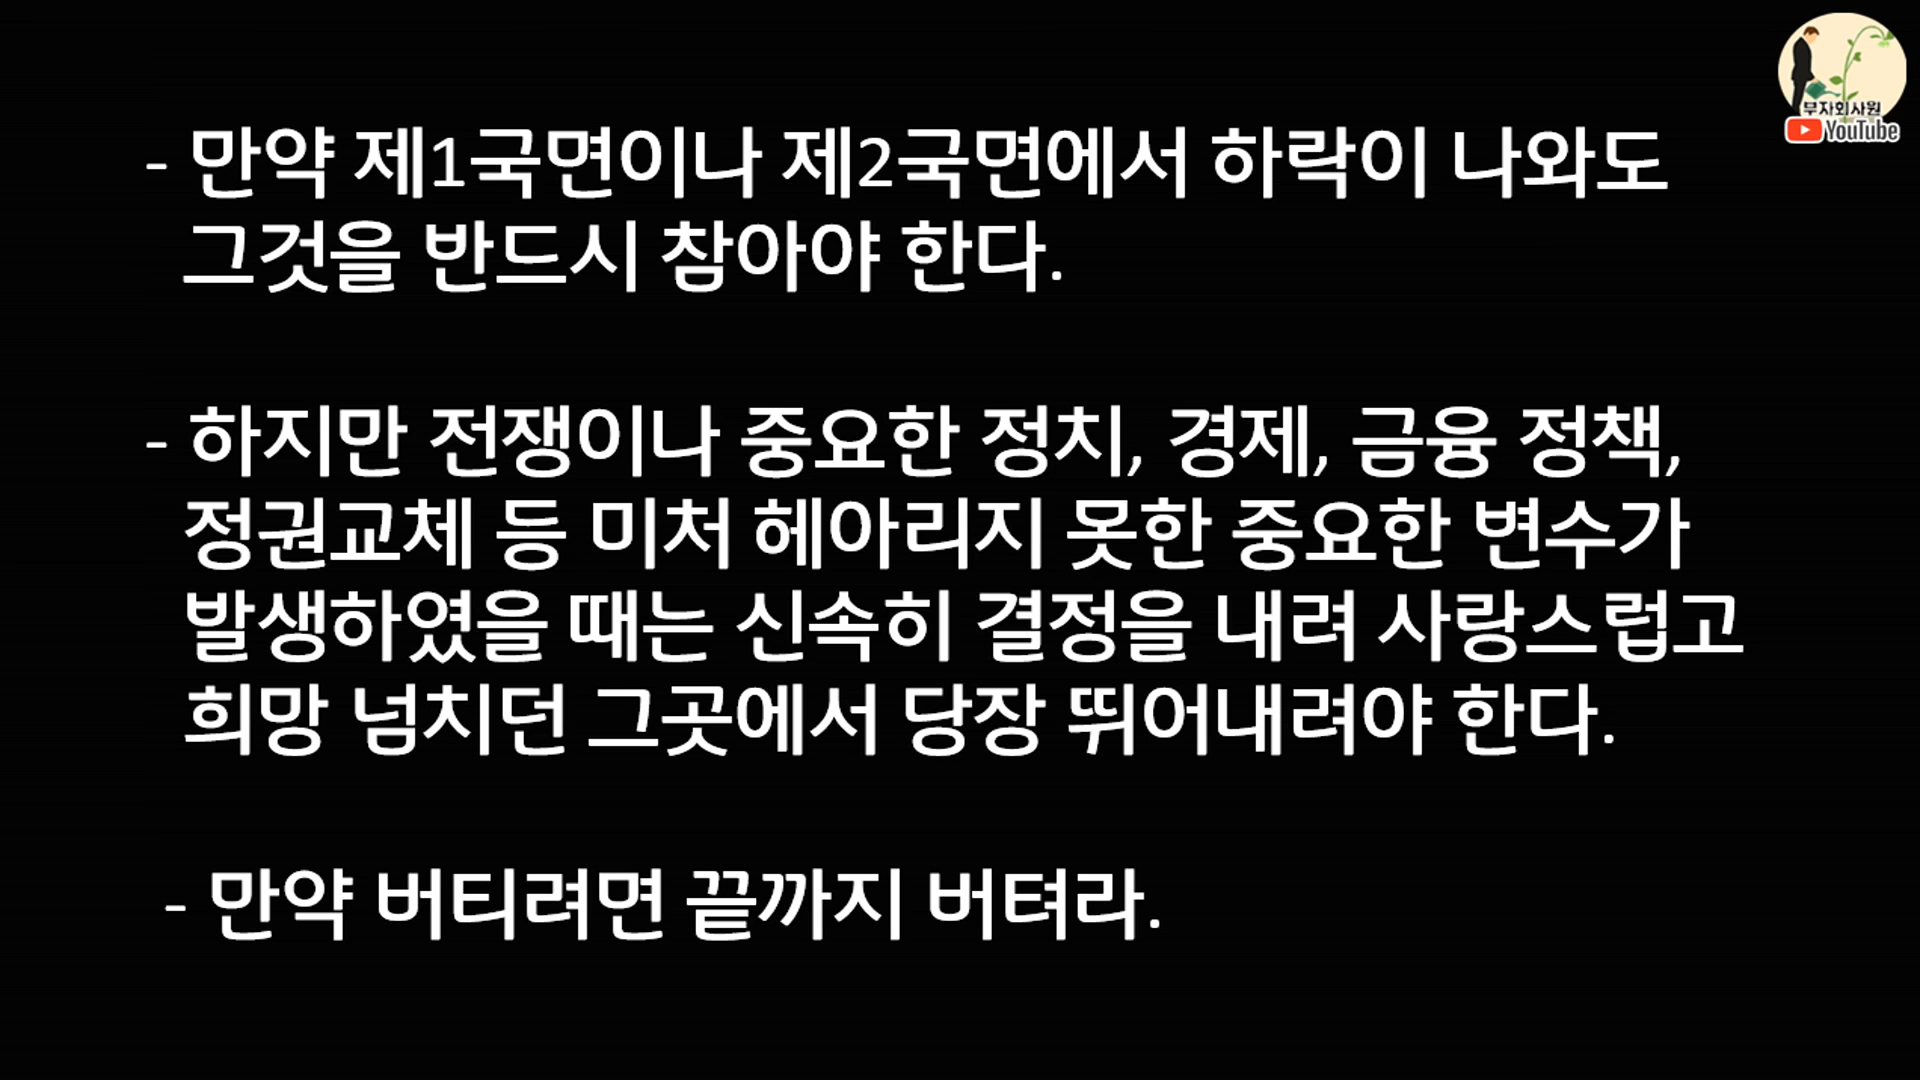 부자회사원
YouTube
- 만약 제1국면이나 제2국면에서 하락이 나와도
그것을 반드시 참아야 한다.
- 하지만 전쟁이나 중요한 정치, 경제, 금융 정책,
정권교체 등 미처 헤아리지 못한 중요한 변수가
발생하였을 때는 신속히 결정을 내려 사랑스럽고
희망 넘치던 그곳에서 당장 뛰어내려야 한다.
- 만약 버티려면 끝까지 버텨라.